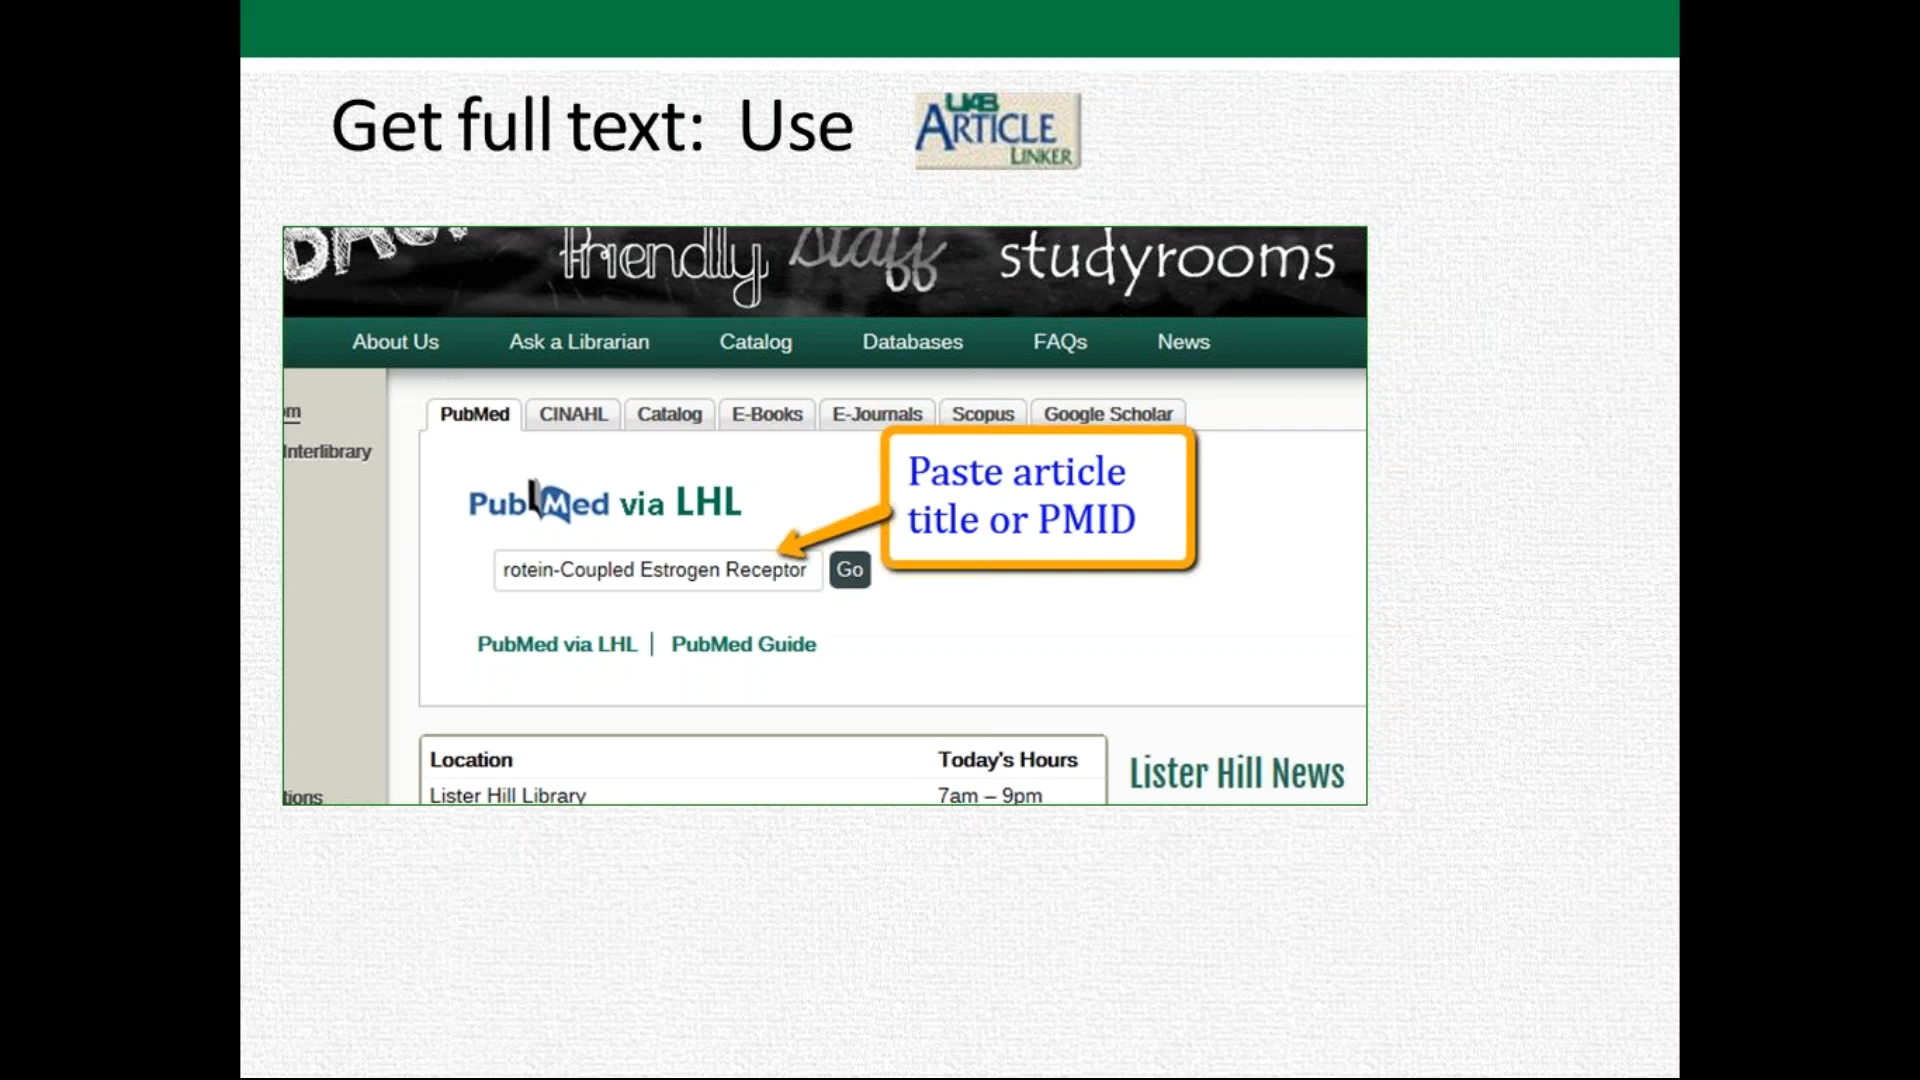 Get full text: Use
UAB
ARTICLE
LINKER
friendly staff studyrooms
About Us Ask a Librarian Catalog Databases FAQs News
PubMed CINAHL Catalog E-Books E-Journals Scopus Google Scholar
Interlibrary
Paste article
title or PMID
PubMed via LHL
rotein-Coupled Estrogen Receptor Go
PubMed via LHL | PubMed Guide
Location Today's Hours
Lister Hill News
Lister Hill Library 7am – 9pm